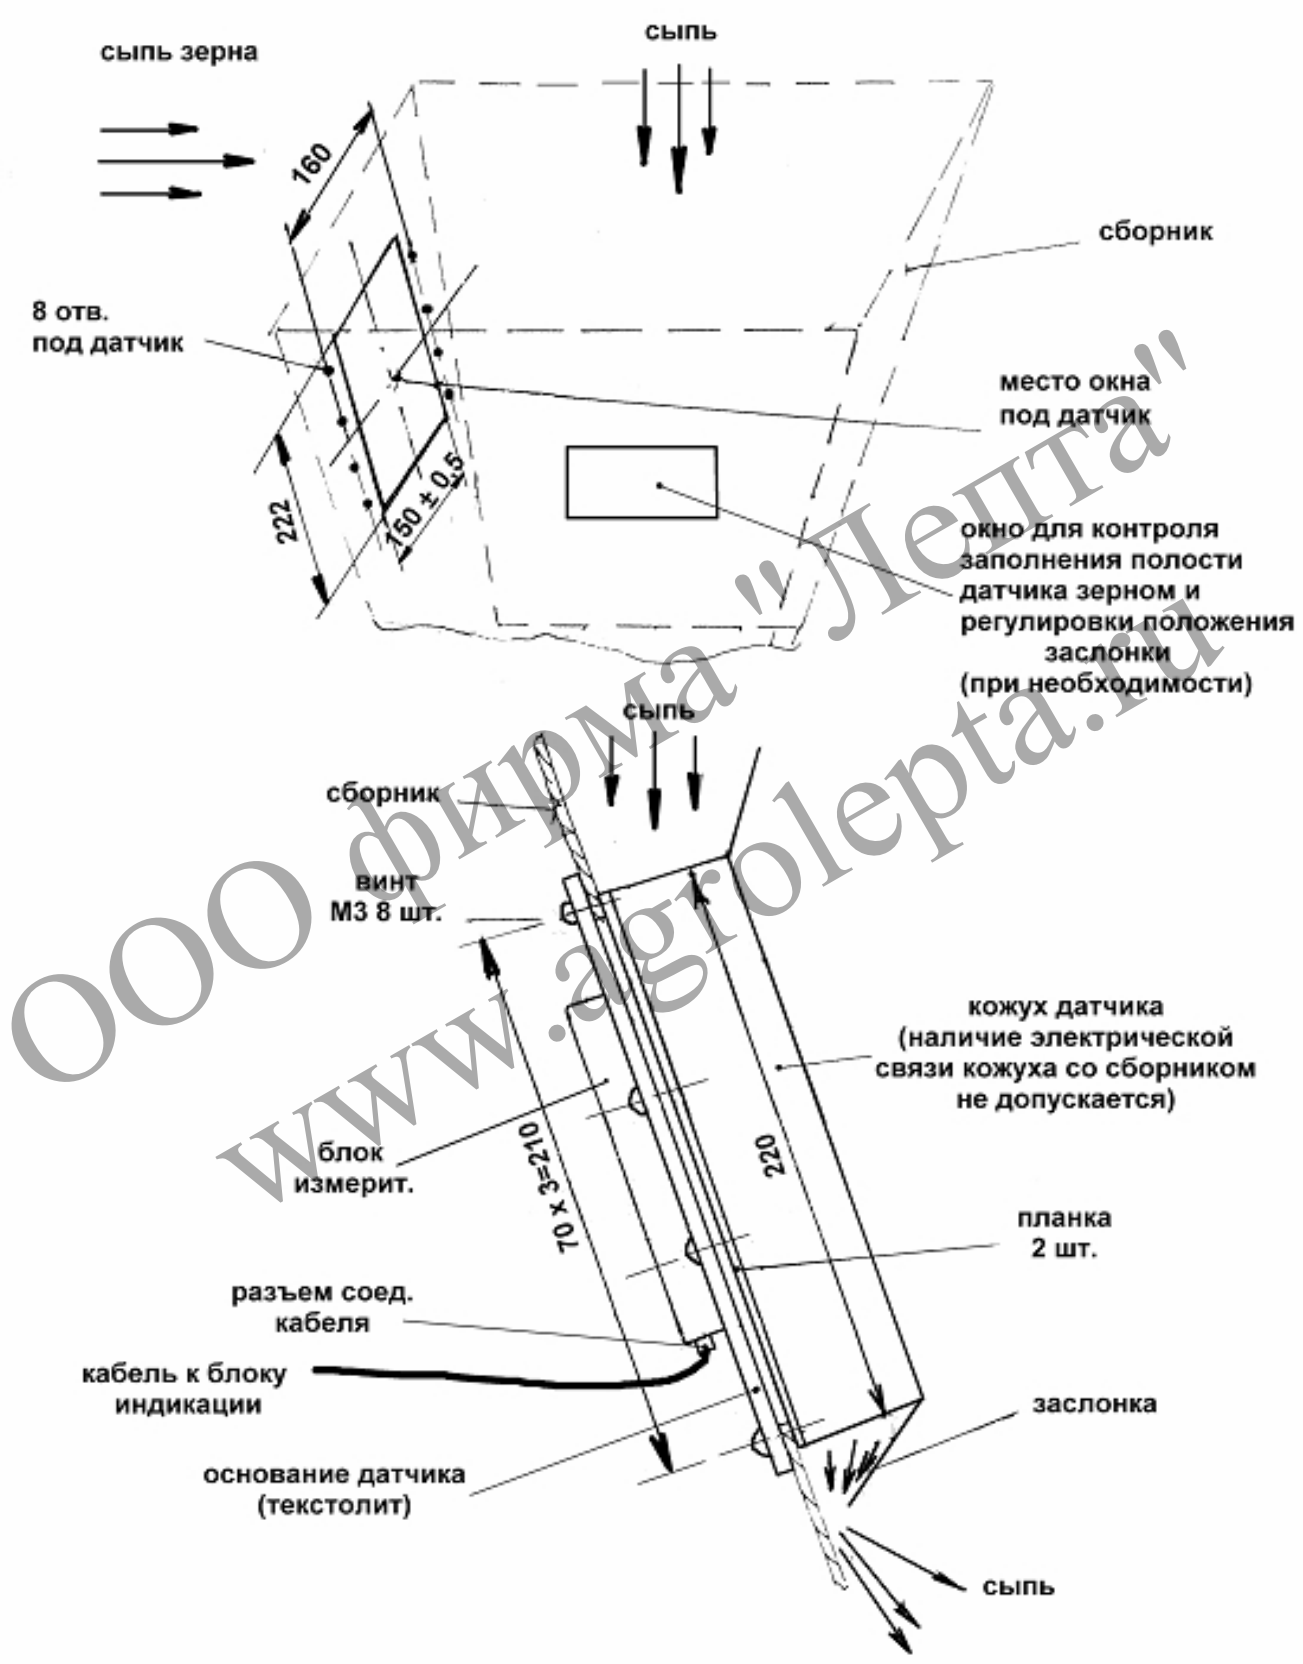 сыпь зерна
сыпь
160
сборник
8 отв.
под датчик
место окна
под датчик
222
150 ± 0,5
окно для контроля
заполнения полости
датчика зерном и
регулировки положения
заслонки
(при необходимости)
сыпь
сборник
винт
М3 8 шт.
кожух датчика
(наличие электрической
связи кожуха со сборником
не допускается)
блок
измерит.
70 x 3=210
220
планка
2 шт.
разъем соед.
кабеля
кабель к блоку
индикации
заслонка
основание датчика
(текстолит)
сыпь
ООО фирма "Лепта"
www.agrolepta.ru